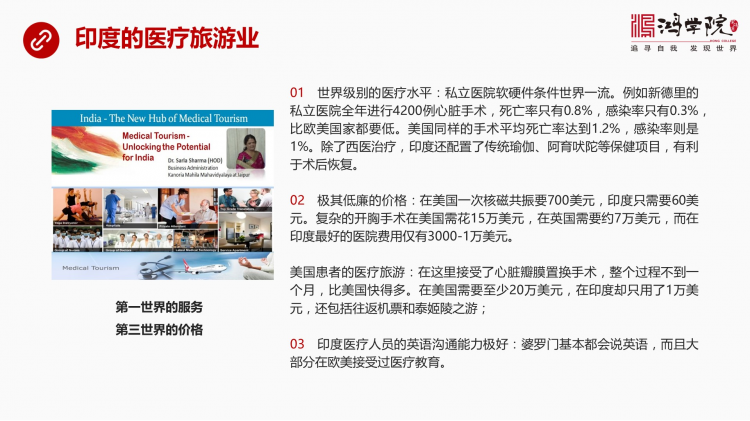 印度的医疗旅游业
鸿学院
HONG COLLEGE
追寻自我 发现世界
India - The New Hub of Medical Tourism
Medical Tourism -
Unlocking the Potential
for India
Dr. Sarla Sharma [HOD]
Business Administration
Kanoria Mahila Mahavidyalaya at Jaipur
Medical Tourism
第一世界的服务
第三世界的价格
01 世界级别的医疗水平：私立医院软硬件条件世界一流。例如新德里的
私立医院全年进行4200例心脏手术，死亡率只有0.8%，感染率只有0.3%，
比欧美国家都要低。美国同样的手术平均死亡率达到1.2%，感染率则是
1%。除了西医治疗，印度还配置了传统瑜伽、阿育吠陀等保健项目，有利
于术后恢复。
02 极其低廉的价格：在美国一次核磁共振要700美元，印度只需要60美
元。复杂的开胸手术在美国需花15万美元，在英国需要约7万美元，而在
印度最好的医院费用仅有3000-1万美元。
美国患者的医疗旅游：在这里接受了心脏瓣膜置换手术，整个过程不到一
个月，比美国快得多。在美国需要至少20万美元，在印度却只用了1万美
元，还包括往返机票和泰姬陵之游；
03 印度医疗人员的英语沟通能力极好：婆罗门基本都会说英语，而且大
部分在欧美接受过医疗教育。